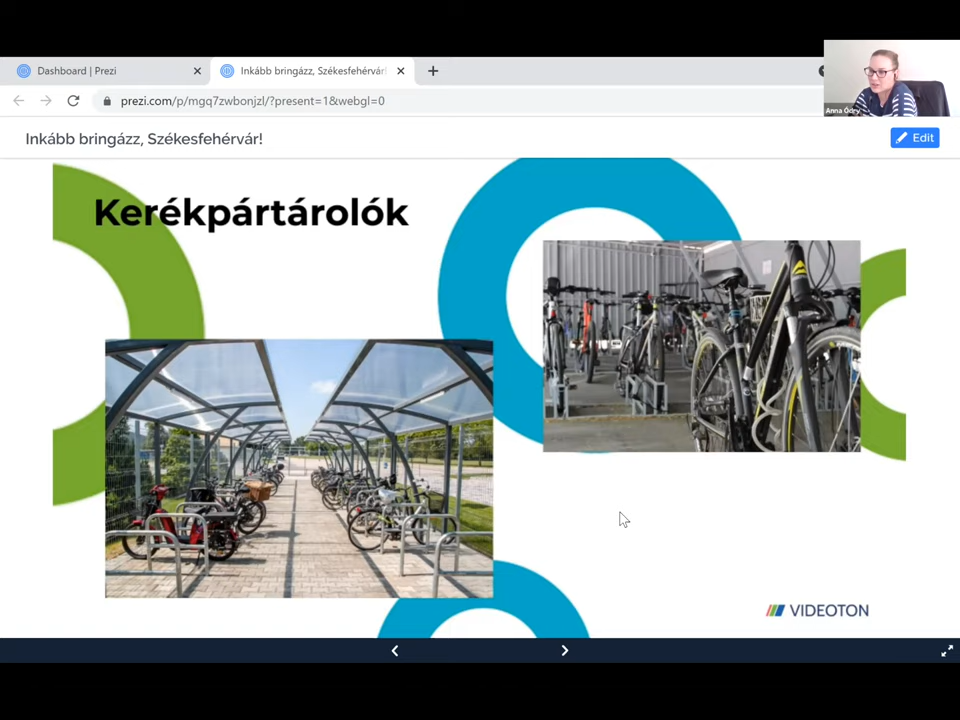 Dashboard | Prezi
Inkább bringázz, Székesfehérvár!
prezi.com/p/mgq7zwbonjzl/?present=1&webgl=0
Anna Ódry
Inkább bringázz, Székesfehérvár!
Edit
Kerékpártárolók
VIDEOTON